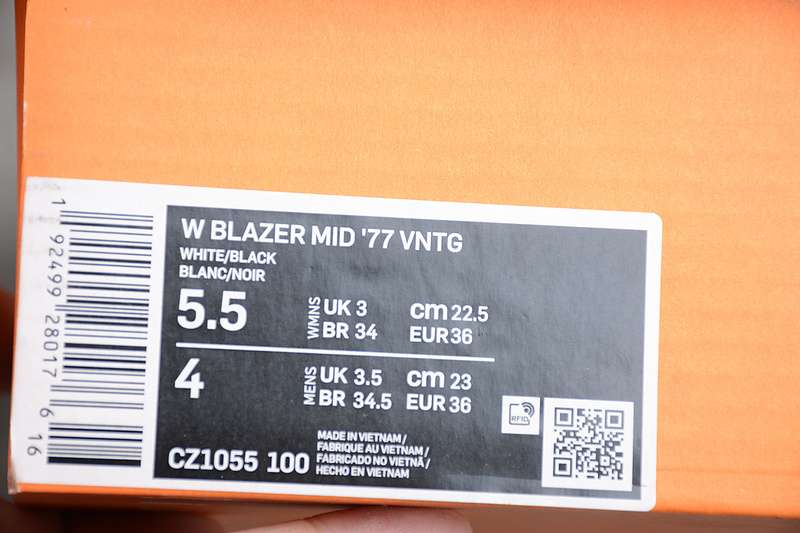 W BLAZER MID '77 VNTG
WHITE/BLACK
BLANC/NOIR
5.5
WMNS
UK 3 cm 22.5
BR 34 EUR 36
4
MENS
UK 3.5 cm 23
BR 34.5 EUR 36
CZ1055 100
MADE IN VIETNAM /
FABRIQUE AU VIETNAM /
FABRICADO NO VIETNÃ /
HECHO EN VIETNAM
RFID
1 92499 28017 6 16